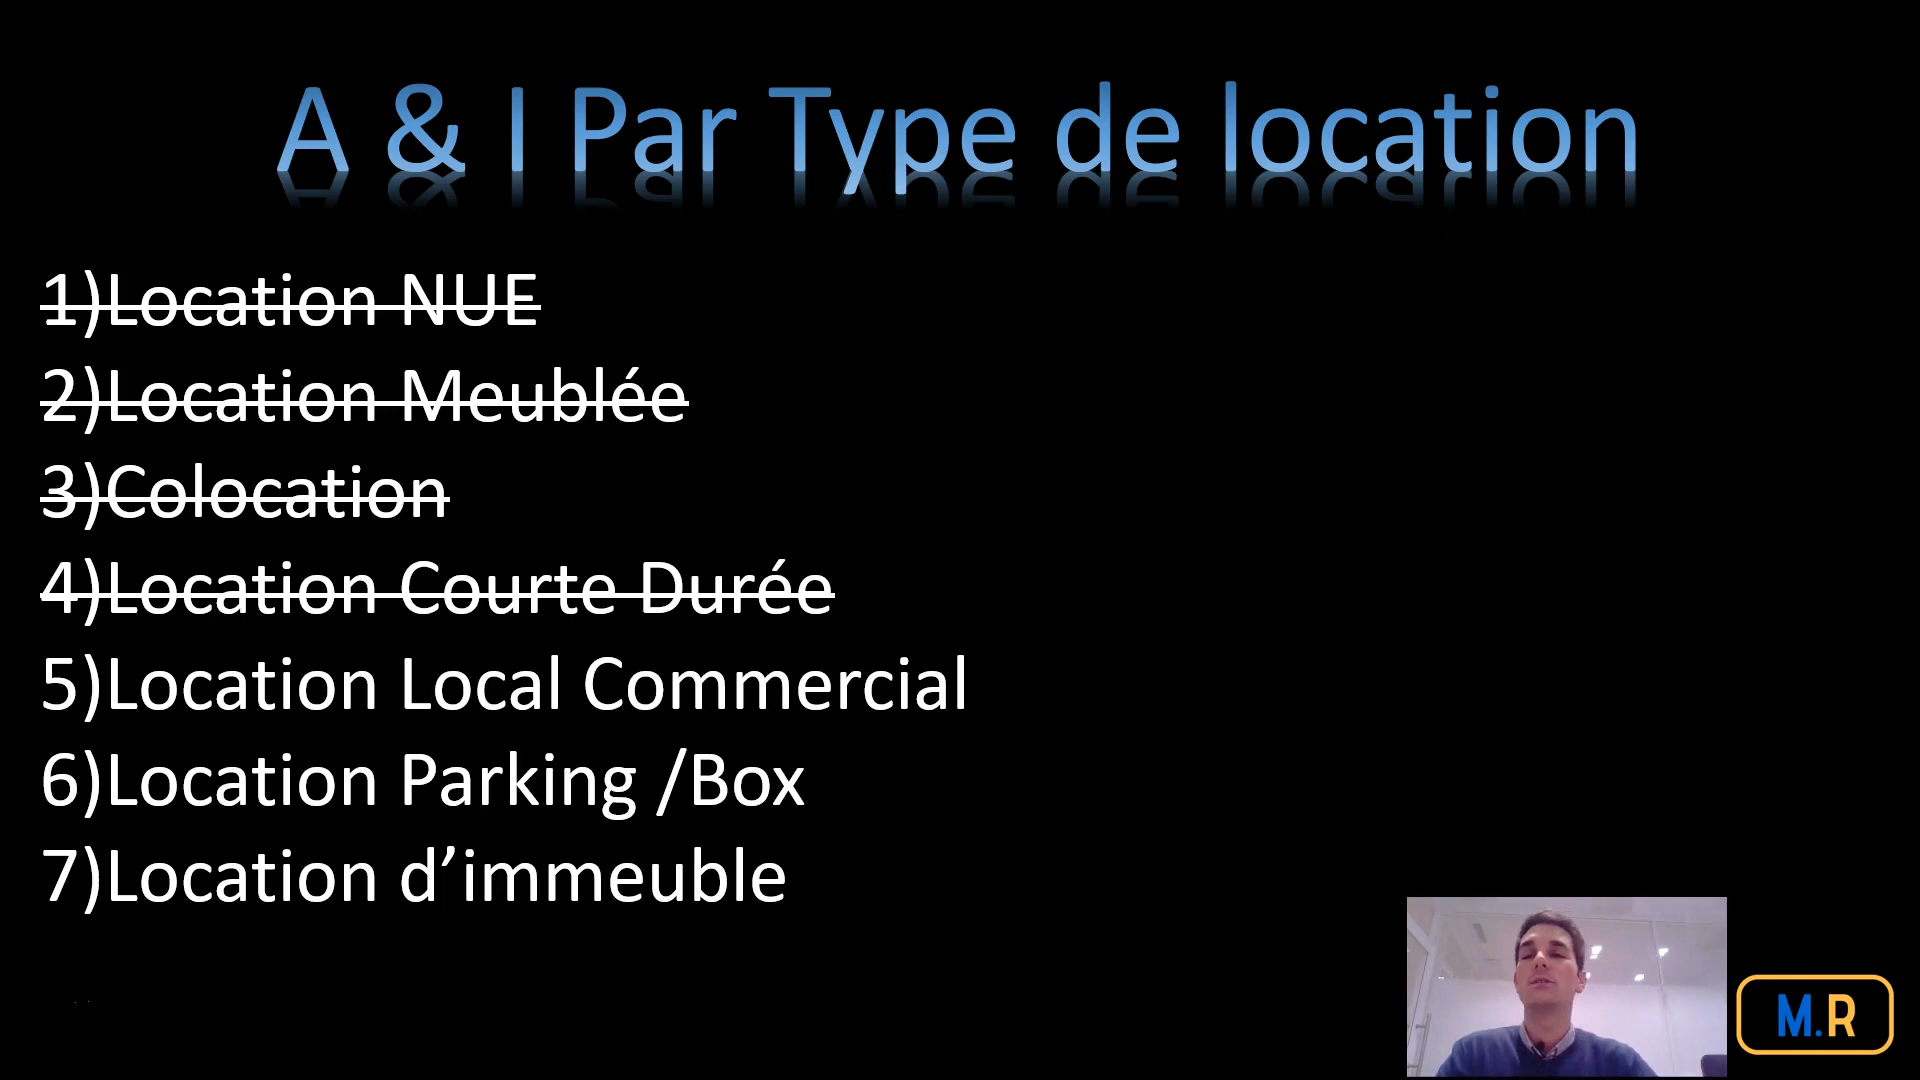 A & I Par Type de location
1)Location NUE
2)Location Meublée
3)Colocation
4)Location Courte Durée
5)Location Local Commercial
6)Location Parking /Box
7)Location d’immeuble
M.R